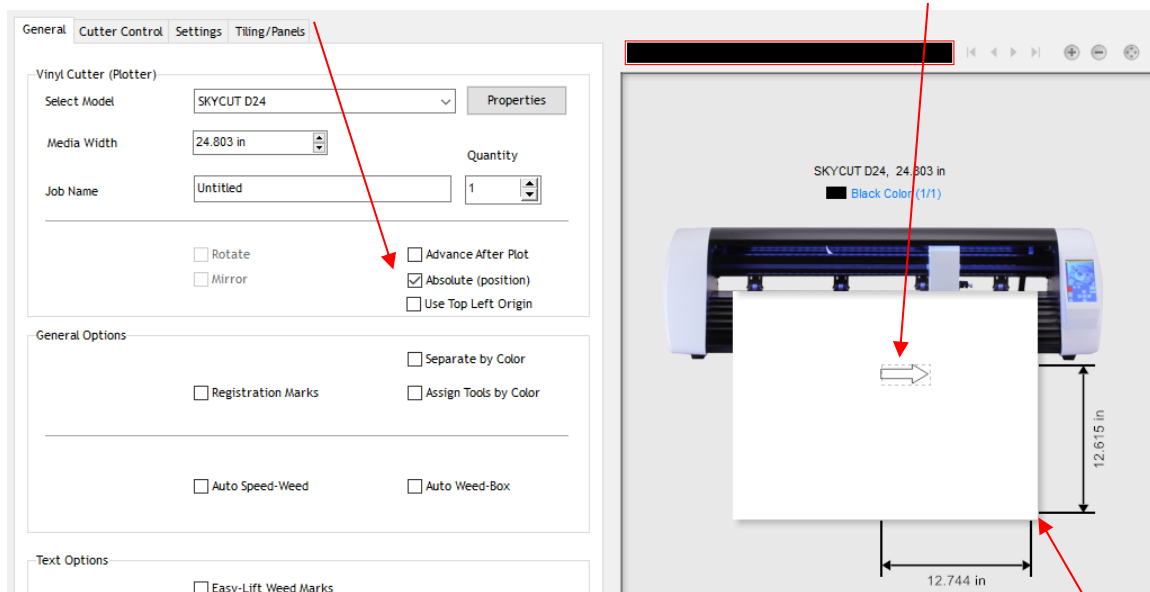 General Cutter Control Settings Tiling/Panels
Vinyl Cutter (Plotter)
Select Model SKYCUT D24 Properties
Media Width 24.803 in
Quantity
Job Name Untitled 1
Rotate Advance After Plot
Mirror Absolute (position)
Use Top Left Origin
General Options
Separate by Color
Registration Marks Assign Tools by Color
Auto Speed-Weed Auto Weed-Box
Text Options
Easy-Lift Weed Marks
SKYCUT D24, 24.803 in
Black Color (1/1)
12.615 in
12.744 in